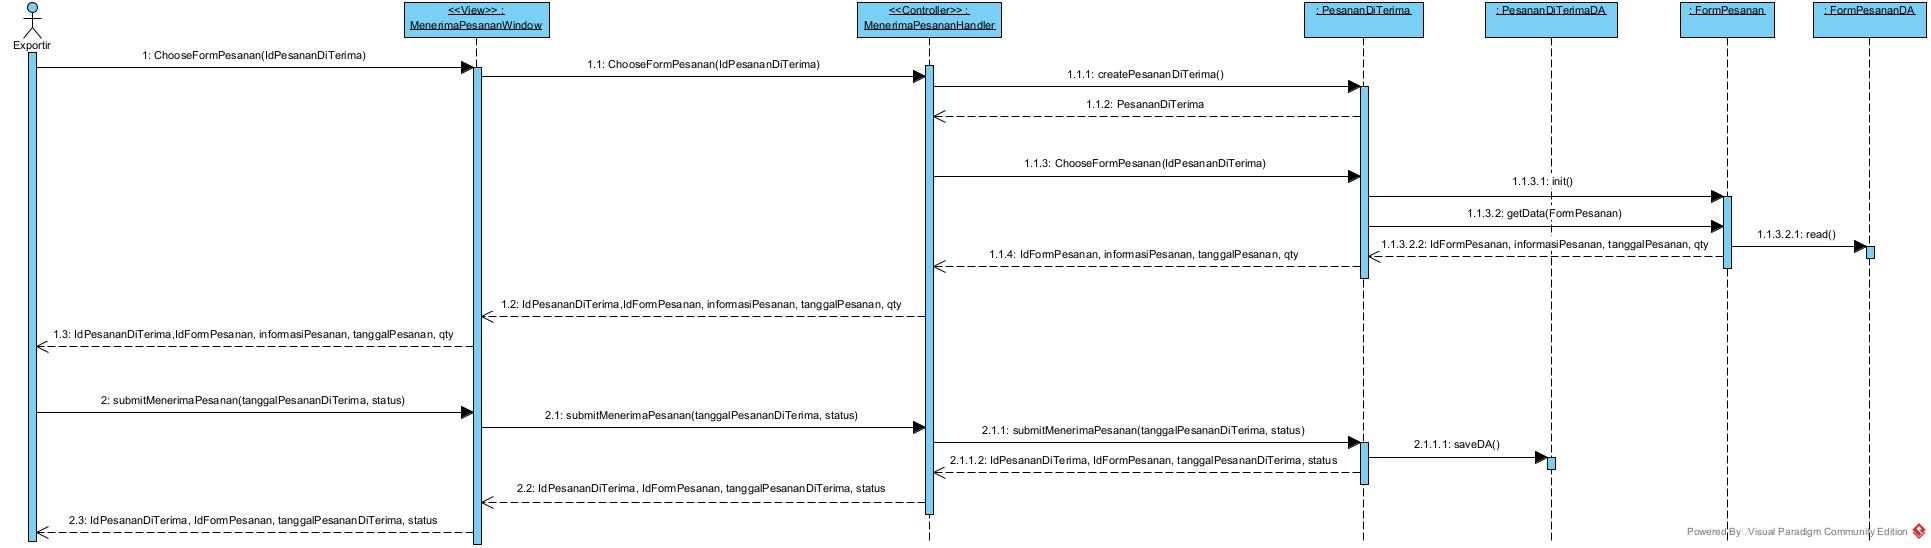 Exportir
<<View>> :
MenerimaPesananWindow
<<Controller>> :
MenerimaPesananHandler
: PesananDiTerima
: PesananDiTerimaDA
: FormPesanan
: FormPesananDA
1: ChooseFormPesanan(IdPesananDiTerima)
1.1: ChooseFormPesanan(IdPesananDiTerima)
1.1.1: createPesananDiTerima()
1.1.2: PesananDiTerima
1.1.3: ChooseFormPesanan(IdPesananDiTerima)
1.1.3.1: init()
1.1.3.2: getData(FormPesanan)
1.1.3.2.1: read()
1.1.3.2.2: IdFormPesanan, informasiPesanan, tanggalPesanan, qty
1.1.4: IdFormPesanan, informasiPesanan, tanggalPesanan, qty
1.2: IdPesananDiTerima,IdFormPesanan, informasiPesanan, tanggalPesanan, qty
1.3: IdPesananDiTerima,IdFormPesanan, informasiPesanan, tanggalPesanan, qty
2: submitMenerimaPesanan(tanggalPesananDiTerima, status)
2.1: submitMenerimaPesanan(tanggalPesananDiTerima, status)
2.1.1: submitMenerimaPesanan(tanggalPesananDiTerima, status)
2.1.1.1: saveDA()
2.1.1.2: IdPesananDiTerima, IdFormPesanan, tanggalPesananDiTerima, status
2.2: IdPesananDiTerima, IdFormPesanan, tanggalPesananDiTerima, status
2.3: IdPesananDiTerima, IdFormPesanan, tanggalPesananDiTerima, status
Powered By Visual Paradigm Community Edition